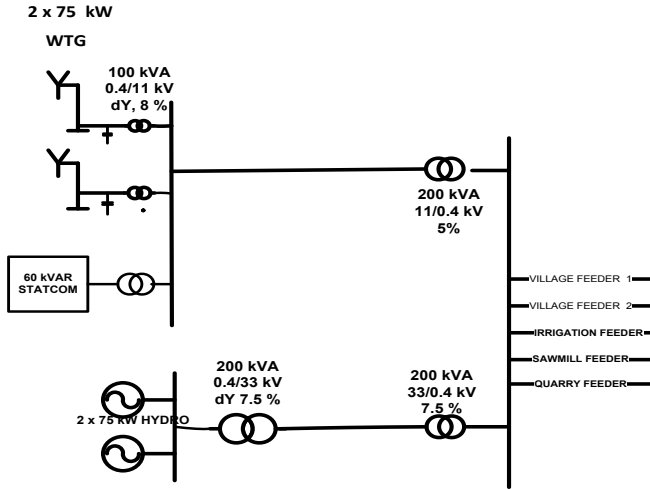 2 x 75 kW
WTG
100 kVA
0.4/11 kV
dY, 8 %
200 kVA
11/0.4 kV
5%
60 kVAR
STATCOM
VILLAGE FEEDER 1
VILLAGE FEEDER 2
IRRIGATION FEEDER
SAWMILL FEEDER
QUARRY FEEDER
200 kVA
0.4/33 kV
dY 7.5 %
200 kVA
33/0.4 kV
7.5 %
2 x 75 kW HYDRO